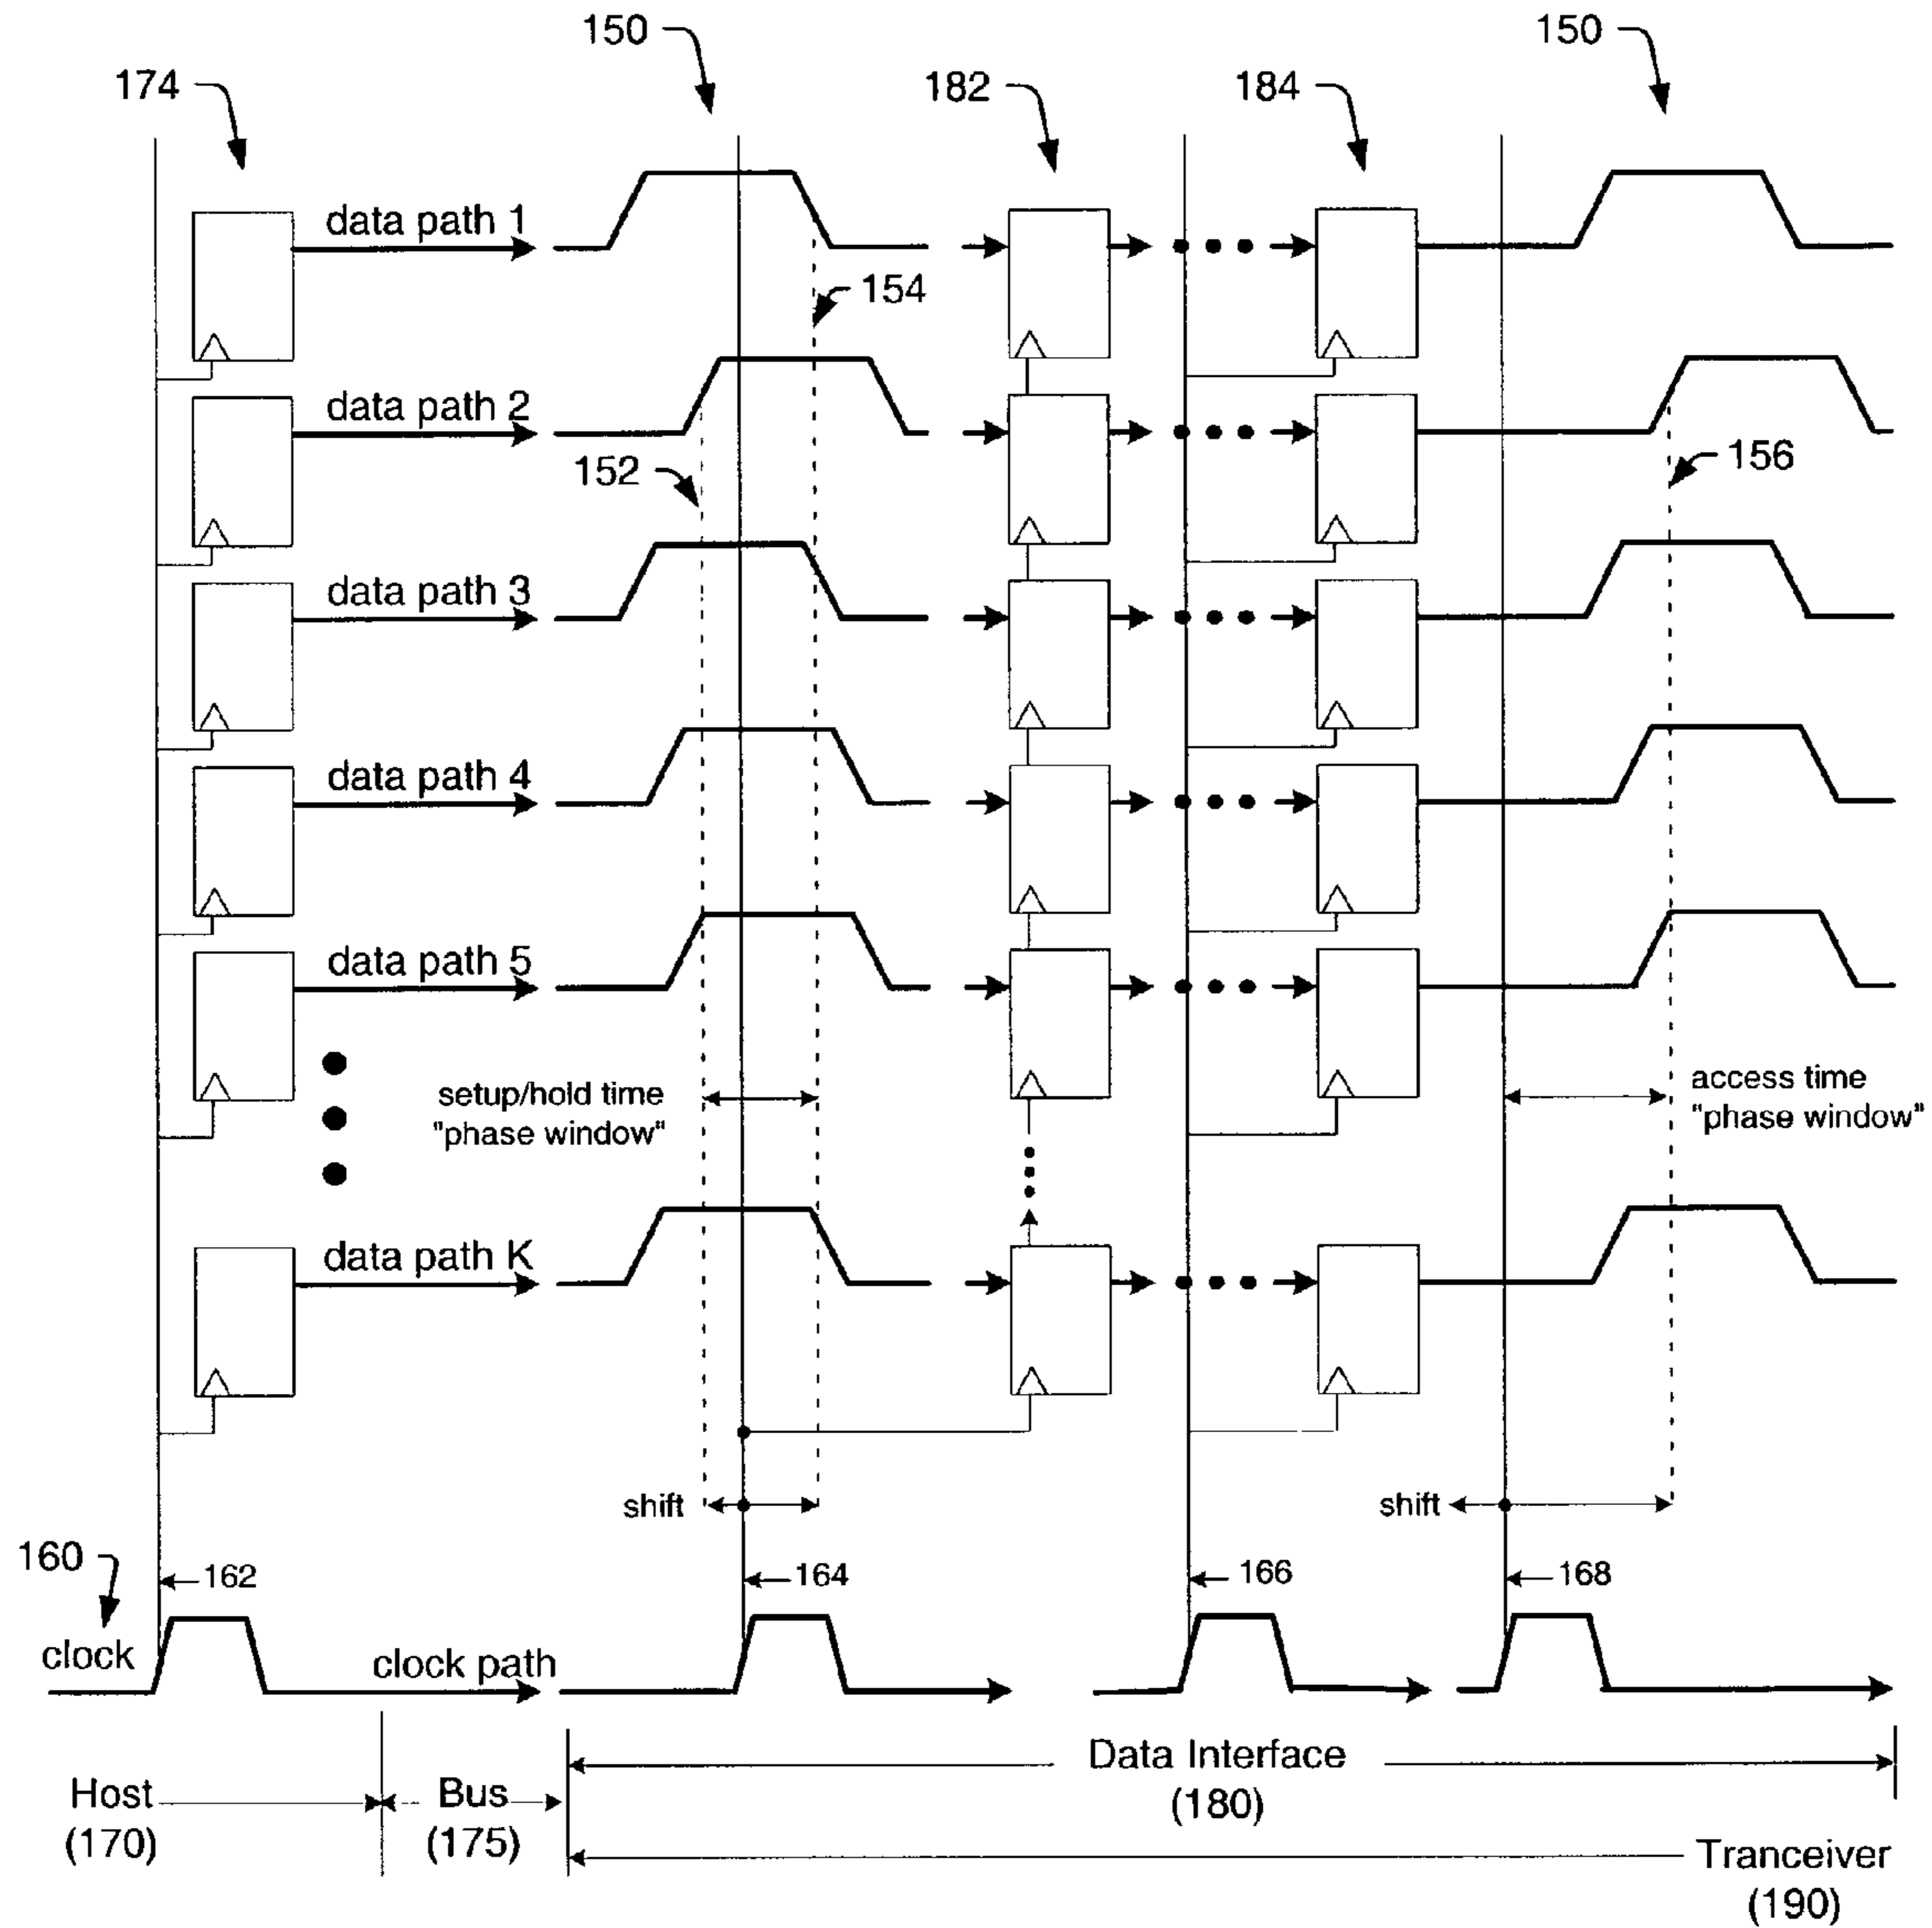 150
150
174
182
184
data path 1
154
data path 2
152
156
data path 3
data path 4
data path 5
setup/hold time
"phase window"
access time
"phase window"
data path K
shift
shift
160
162
164
166
168
clock
clock path
Data Interface
(180)
Host
(170)
Bus
(175)
Tranceiver
(190)